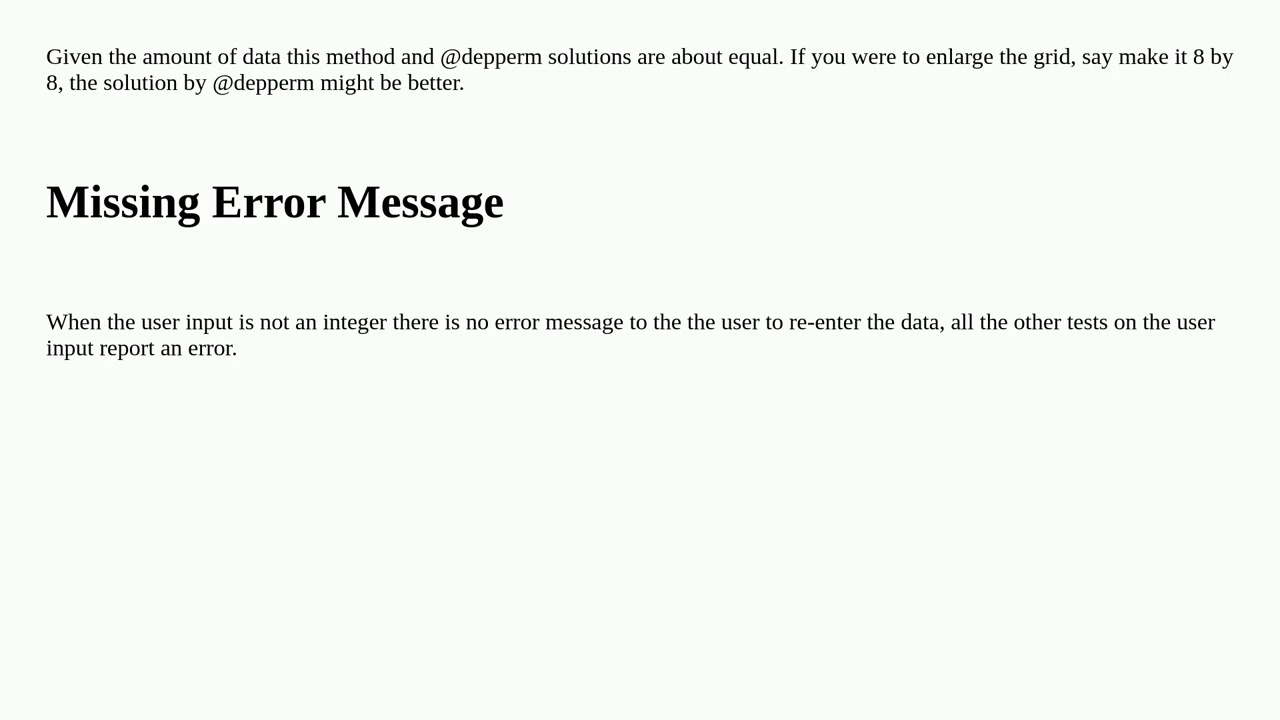 Given the amount of data this method and @depperm solutions are about equal. If you were to enlarge the grid, say make it 8 by
8, the solution by @depperm might be better.
Missing Error Message
When the user input is not an integer there is no error message to the the user to re-enter the data, all the other tests on the user
input report an error.